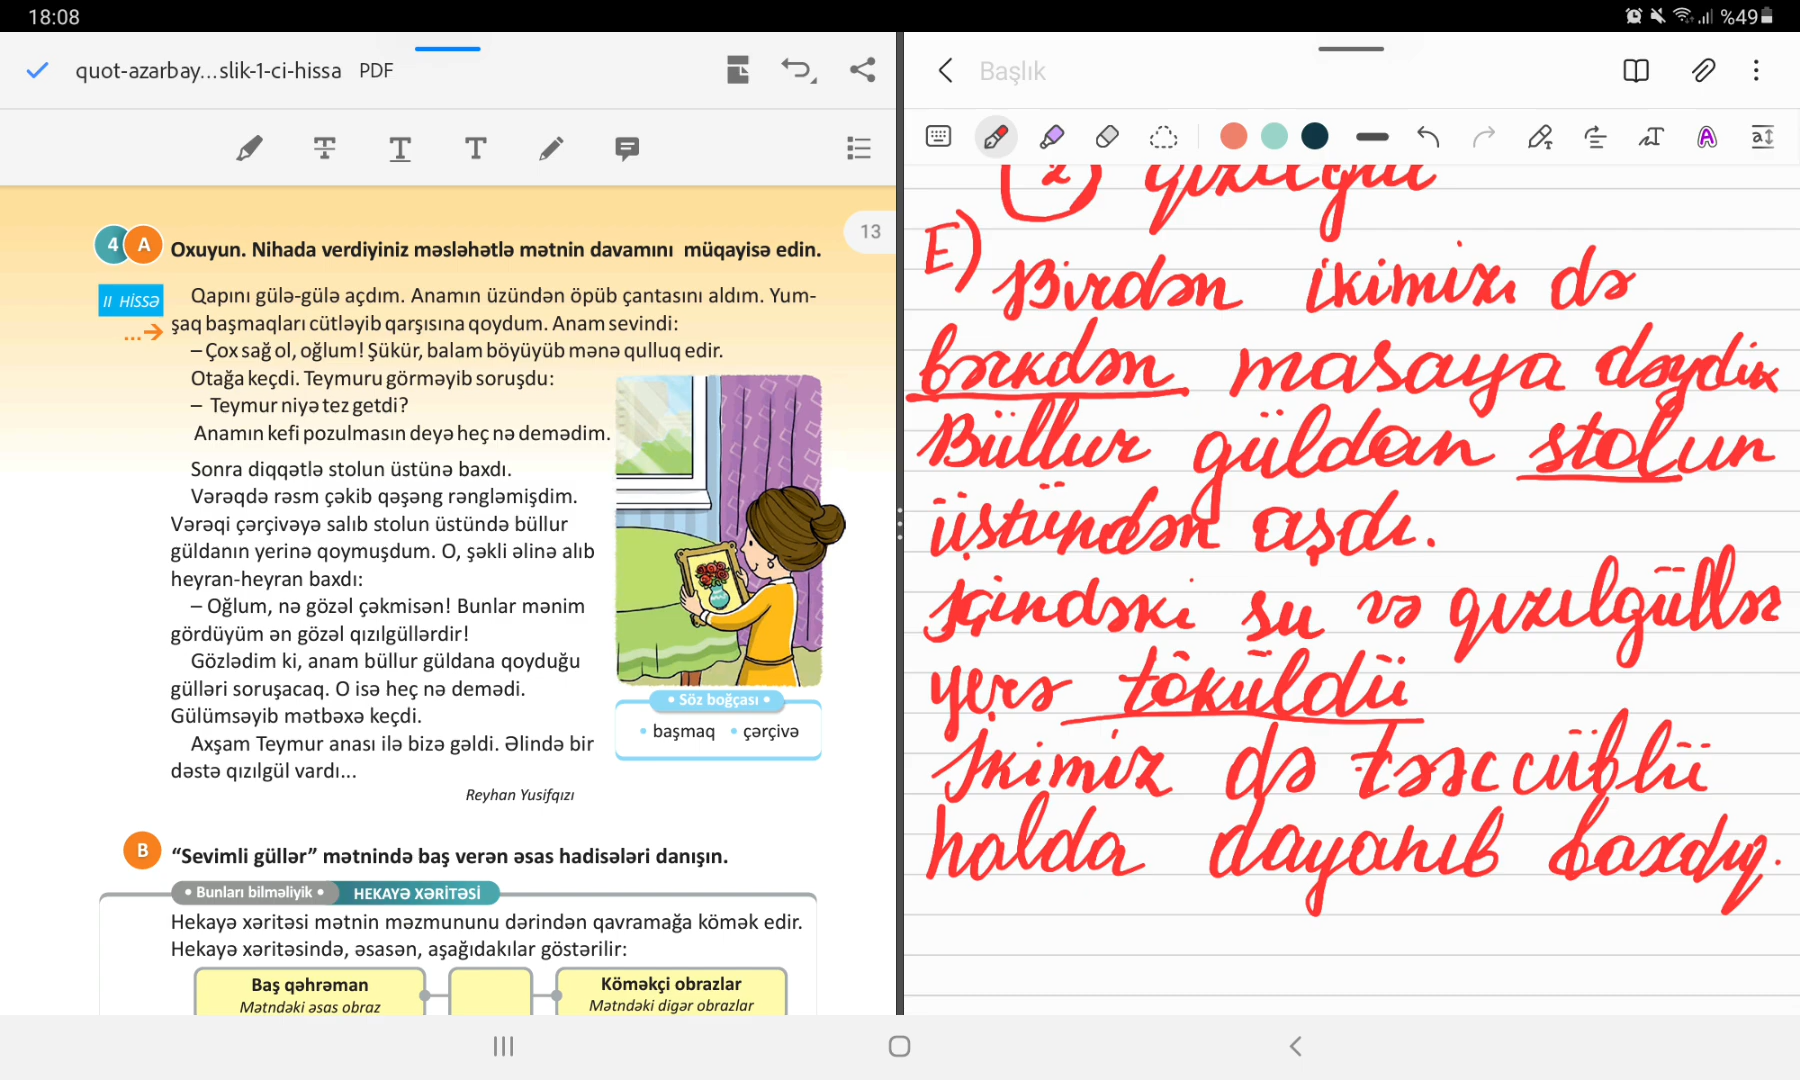 18:08
%49
quot-azarbay...slik-1-ci-hissa PDF
13
4 A Oxuyun. Nihada verdiyiniz məsləhətlə mətnin davamını müqayisə edin.
II HİSSƏ
...
Qapını gülə-gülə açdım. Anamın üzündən öpüb çantasını aldım. Yum-
şaq başmaqları cütləyib qarşısına qoydum. Anam sevindi:
– Çox sağ ol, oğlum! Şükür, balam böyüyüb mənə qulluq edir.
Otağa keçdi. Teymuru görməyib soruşdu:
– Teymur niyə tez getdi?
Anamın kefi pozulmasın deyə heç nə demədim.
Sonra diqqətlə stolun üstünə baxdı.
Vərəqdə rəsm çəkib qəşəng rəngləmişdim.
Vərəqi çərçivəyə salıb stolun üstündə büllur
güldanın yerinə qoymuşdum. O, şəkli əlinə alıb
heyran-heyran baxdı:
– Oğlum, nə gözəl çəkmisən! Bunlar mənim
gördüyüm ən gözəl qızılgüllərdir!
Gözlədim ki, anam büllur güldana qoyduğu
gülləri soruşacaq. O isə heç nə demədi.
Gülümsəyib mətbəxə keçdi.
Axşam Teymur anası ilə bizə gəldi. Əlində bir
dəstə qızılgül vardı...
Reyhan Yusifqızı
• Söz boğçası •
• başmaq • çərçivə
B “Sevimli güllər” mətnində baş verən əsas hadisələri danışın.
• Bunları bilməliyik • HEKAYƏ XƏRİTƏSİ
Hekayə xəritəsi mətnin məzmununu dərindən qavramağa kömək edir.
Hekayə xəritəsində, əsasən, aşağıdakılar göstərilir:
Baş qəhrəman
Mətndəki əsas obraz
Köməkçi obrazlar
Mətndəki digər obrazlar
Başlık
(2) qızılgül
E) Birdən ikimizı də
bərkdən masaya dəydik
Büllur güldan stolun
üstündən aşdı.
İçindəki su və qızılgüllər
yerə töküldü
İkimiz də təəccüblü
halda dayanıb baxdıq.